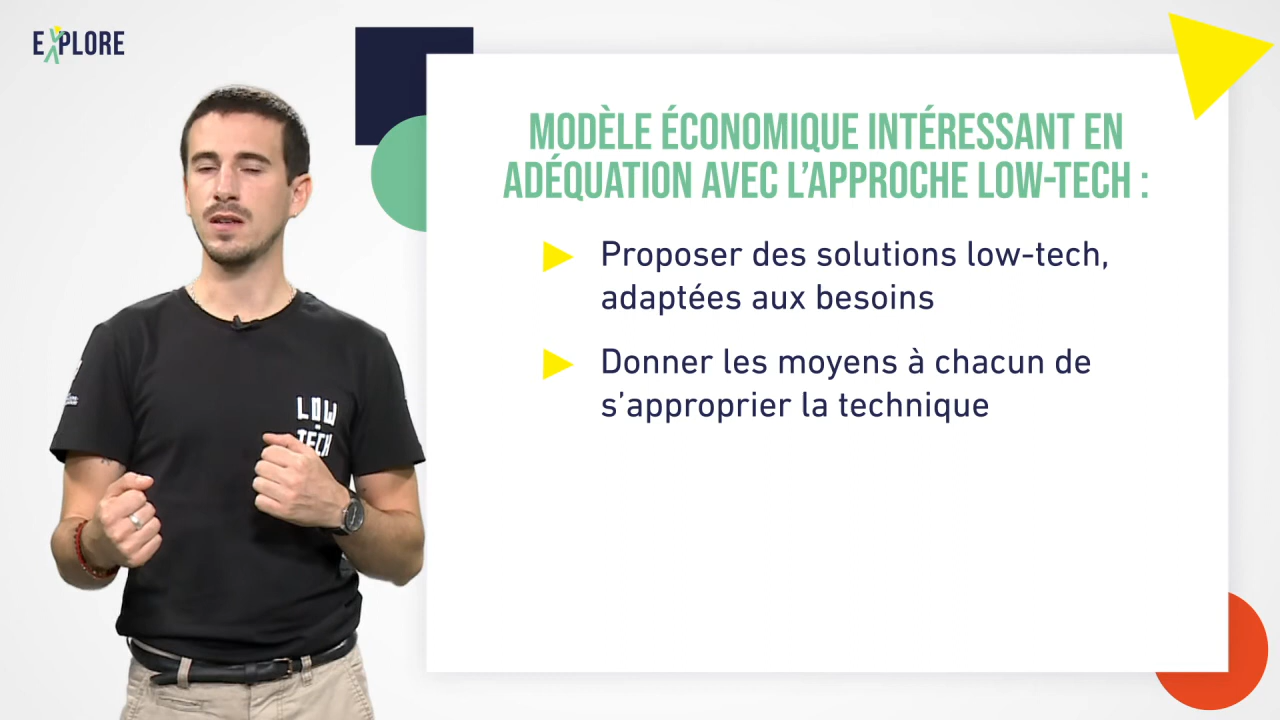 EXPLORE
MODÈLE ÉCONOMIQUE INTÉRESSANT EN
ADÉQUATION AVEC L’APPROCHE LOW-TECH :
Proposer des solutions low-tech,
adaptées aux besoins
Donner les moyens à chacun de
s’approprier la technique
LOW
-
TECH